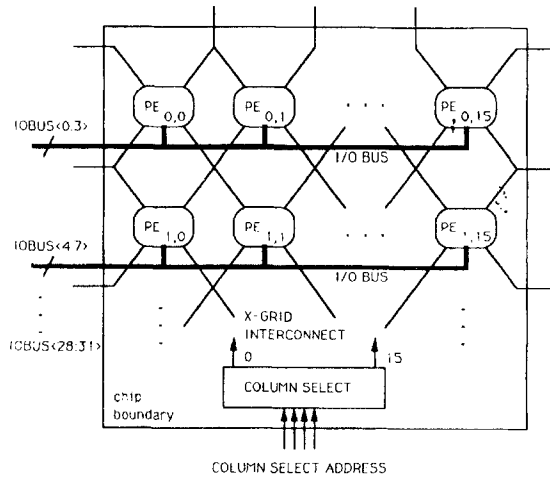 PE 0,0
PE 0,1
. . .
PE 0,15
IOBUS<0:3>
I/O BUS
PE 1,0
PE 1,1
. . .
PE 1,15
IOBUS<4:7>
I/O BUS
X-GRID
INTERCONNECT
IOBUS<28:31>
0
15
COLUMN SELECT
chip
boundary
COLUMN SELECT ADDRESS